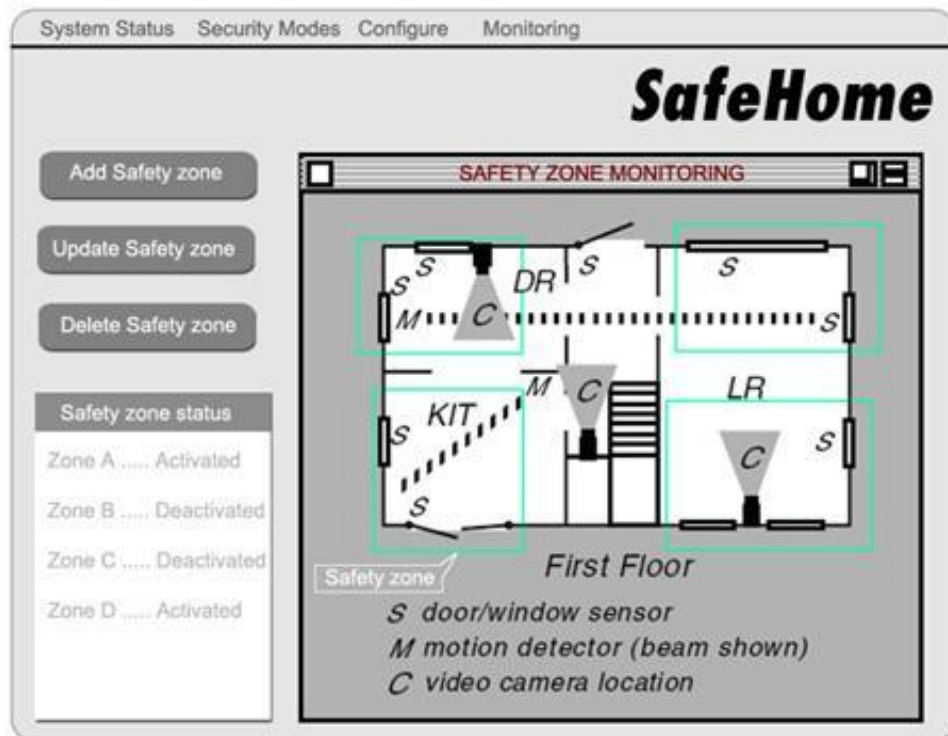 System Status Security Modes Configure Monitoring
SafeHome
Add Safety zone
Update Safety zone
Delete Safety zone
Safety zone status
Zone A ..... Activated
Zone B ..... Deactivated
Zone C ..... Deactivated
Zone D ..... Activated
SAFETY ZONE MONITORING
S S DR S S
M C S
M C LR
KIT
S C S
S
Safety zone
First Floor
S door/window sensor
M motion detector (beam shown)
C video camera location